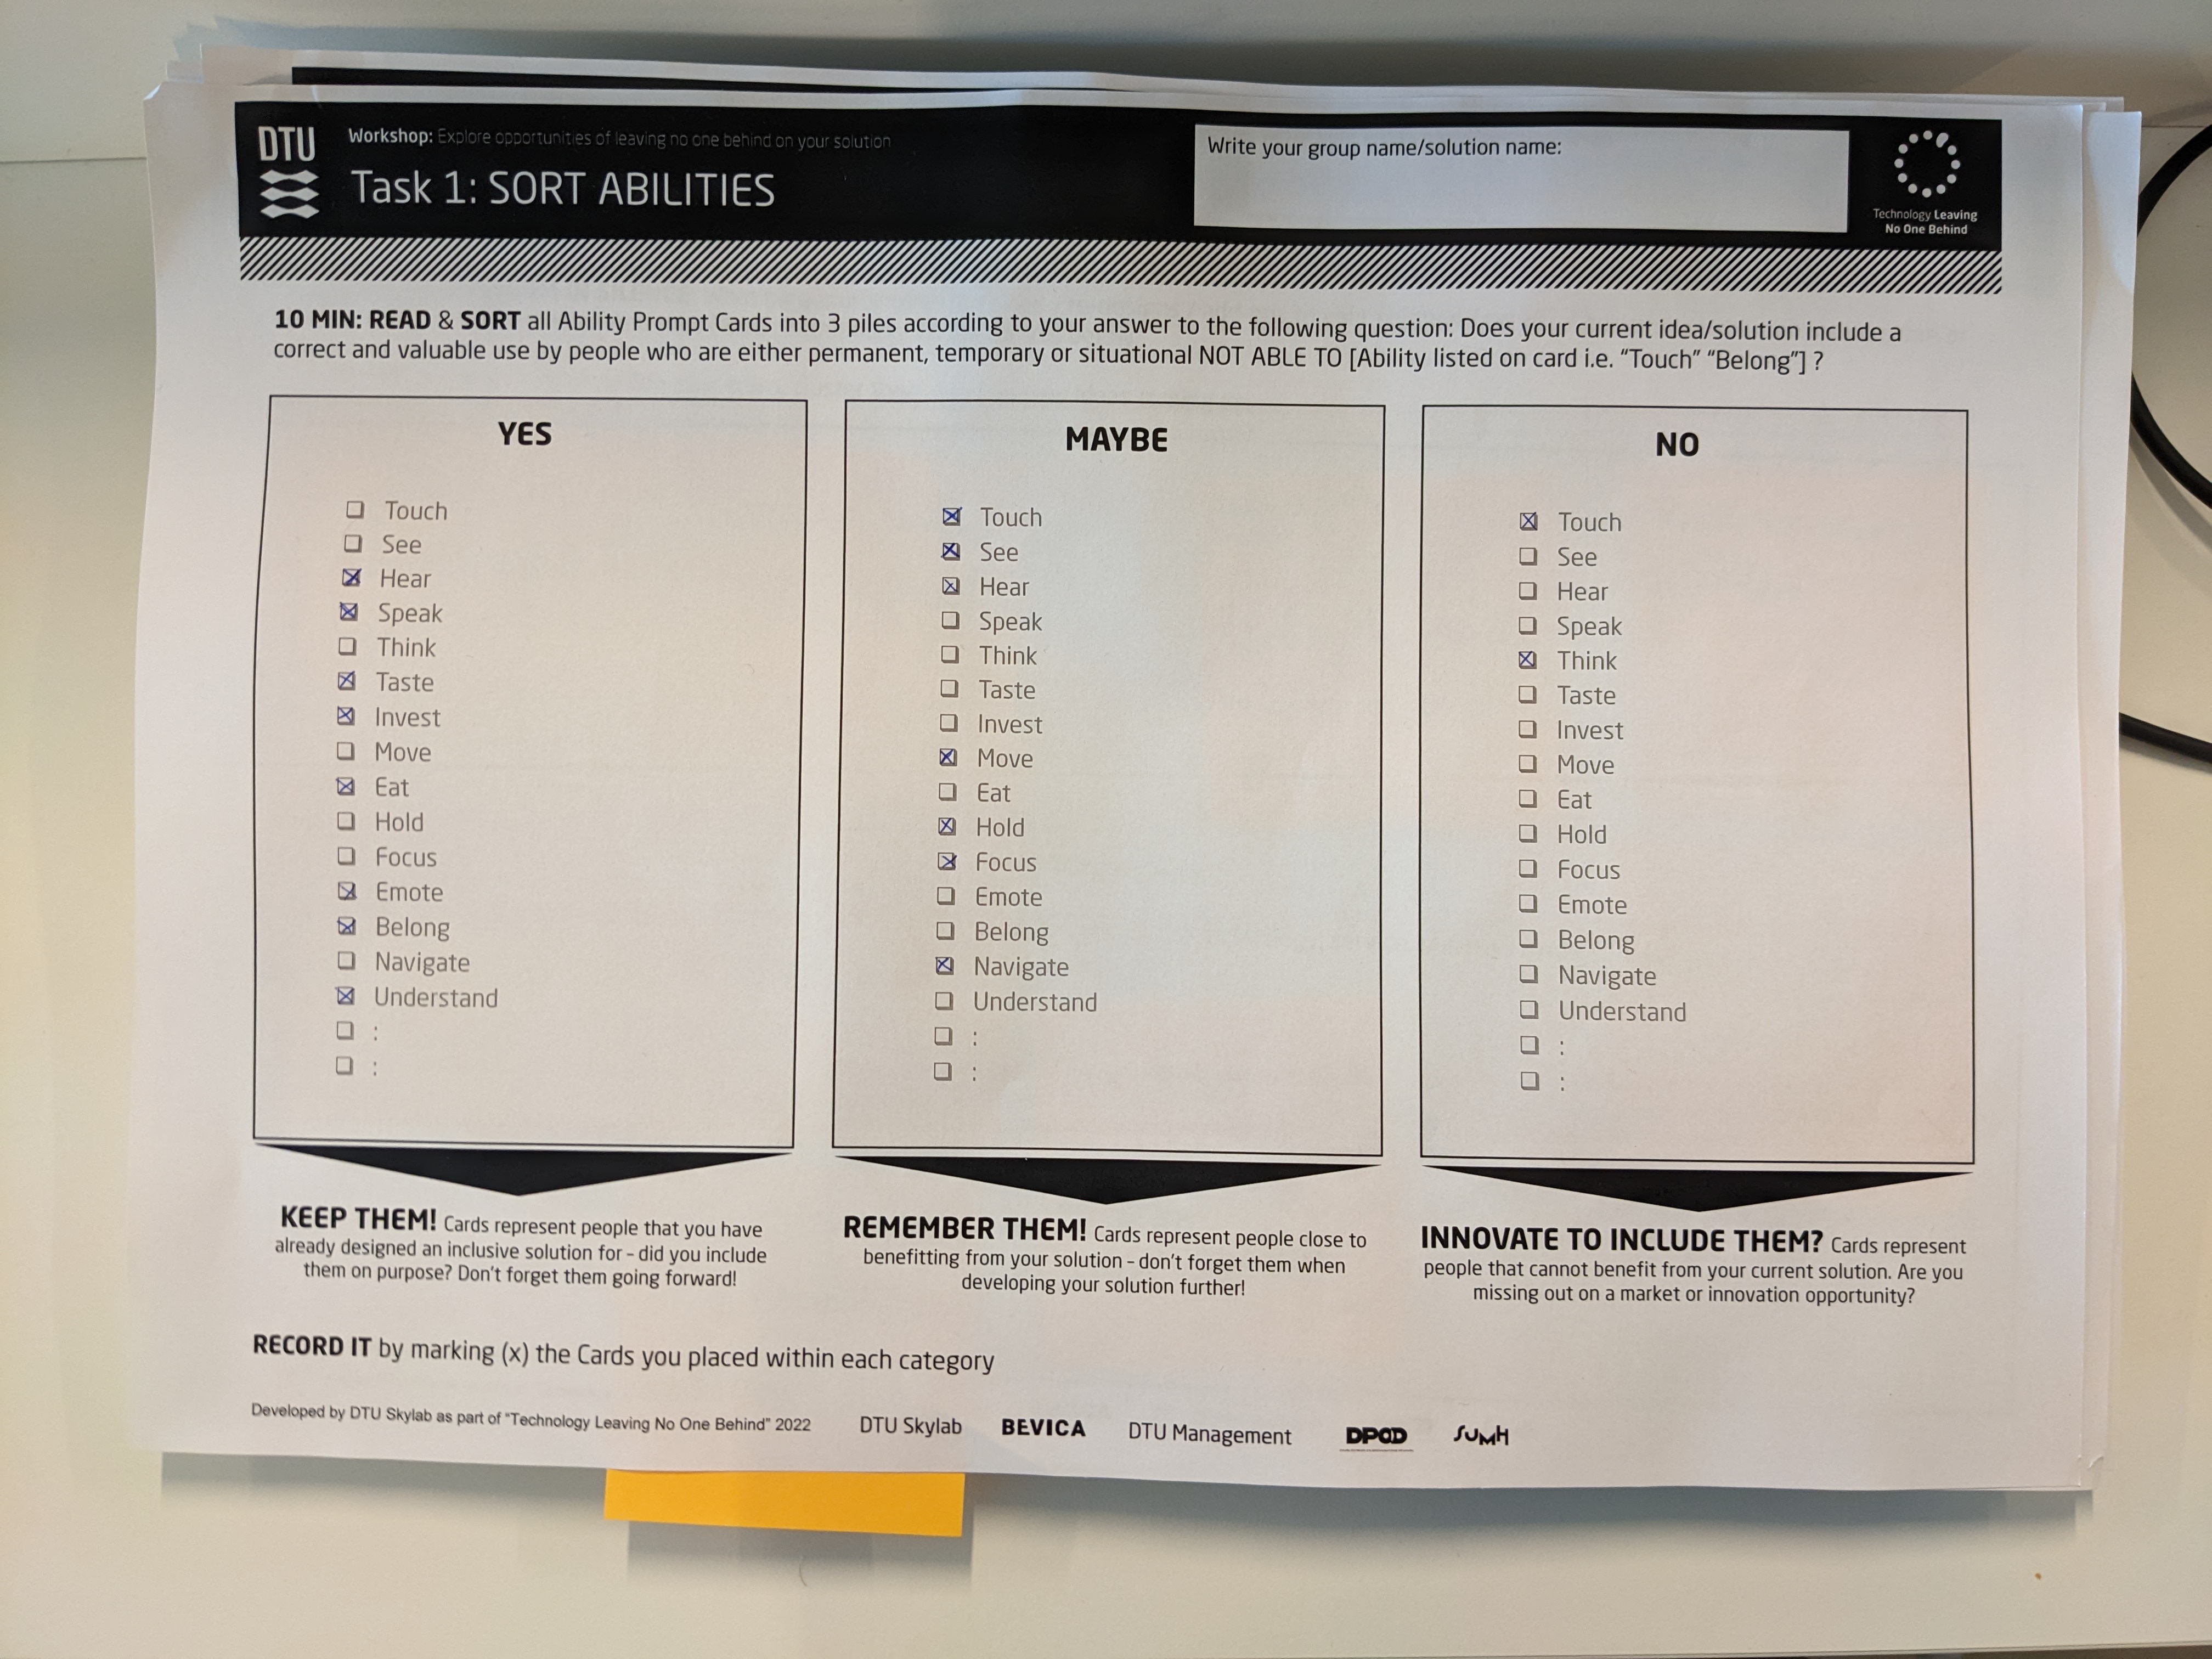 DTU
Workshop: Explore opportunities of leaving no one behind on your solution
Task 1: SORT ABILITIES
Write your group name/solution name:
Technology Leaving
No One Behind
10 MIN: READ & SORT all Ability Prompt Cards into 3 piles according to your answer to the following question: Does your current idea/solution include a
correct and valuable use by people who are either permanent, temporary or situational NOT ABLE TO [Ability listed on card i.e. “Touch” “Belong”] ?
YES
☐ Touch
☐ See
☒ Hear
☒ Speak
☐ Think
☒ Taste
☒ Invest
☐ Move
☒ Eat
☐ Hold
☐ Focus
☒ Emote
☒ Belong
☐ Navigate
☒ Understand
☐ :
☐ :
KEEP THEM! Cards represent people that you have
already designed an inclusive solution for – did you include
them on purpose? Don't forget them going forward!
MAYBE
☒ Touch
☒ See
☒ Hear
☐ Speak
☐ Think
☐ Taste
☐ Invest
☒ Move
☐ Eat
☒ Hold
☒ Focus
☐ Emote
☐ Belong
☒ Navigate
☐ Understand
☐ :
☐ :
REMEMBER THEM! Cards represent people close to
benefitting from your solution – don't forget them when
developing your solution further!
NO
☒ Touch
☐ See
☐ Hear
☐ Speak
☒ Think
☐ Taste
☐ Invest
☐ Move
☐ Eat
☐ Hold
☐ Focus
☐ Emote
☐ Belong
☐ Navigate
☐ Understand
☐ :
☐ :
INNOVATE TO INCLUDE THEM? Cards represent
people that cannot benefit from your current solution. Are you
missing out on a market or innovation opportunity?
RECORD IT by marking (x) the Cards you placed within each category
Developed by DTU Skylab as part of “Technology Leaving No One Behind” 2022 DTU Skylab BEVICA DTU Management DPOD SUMH